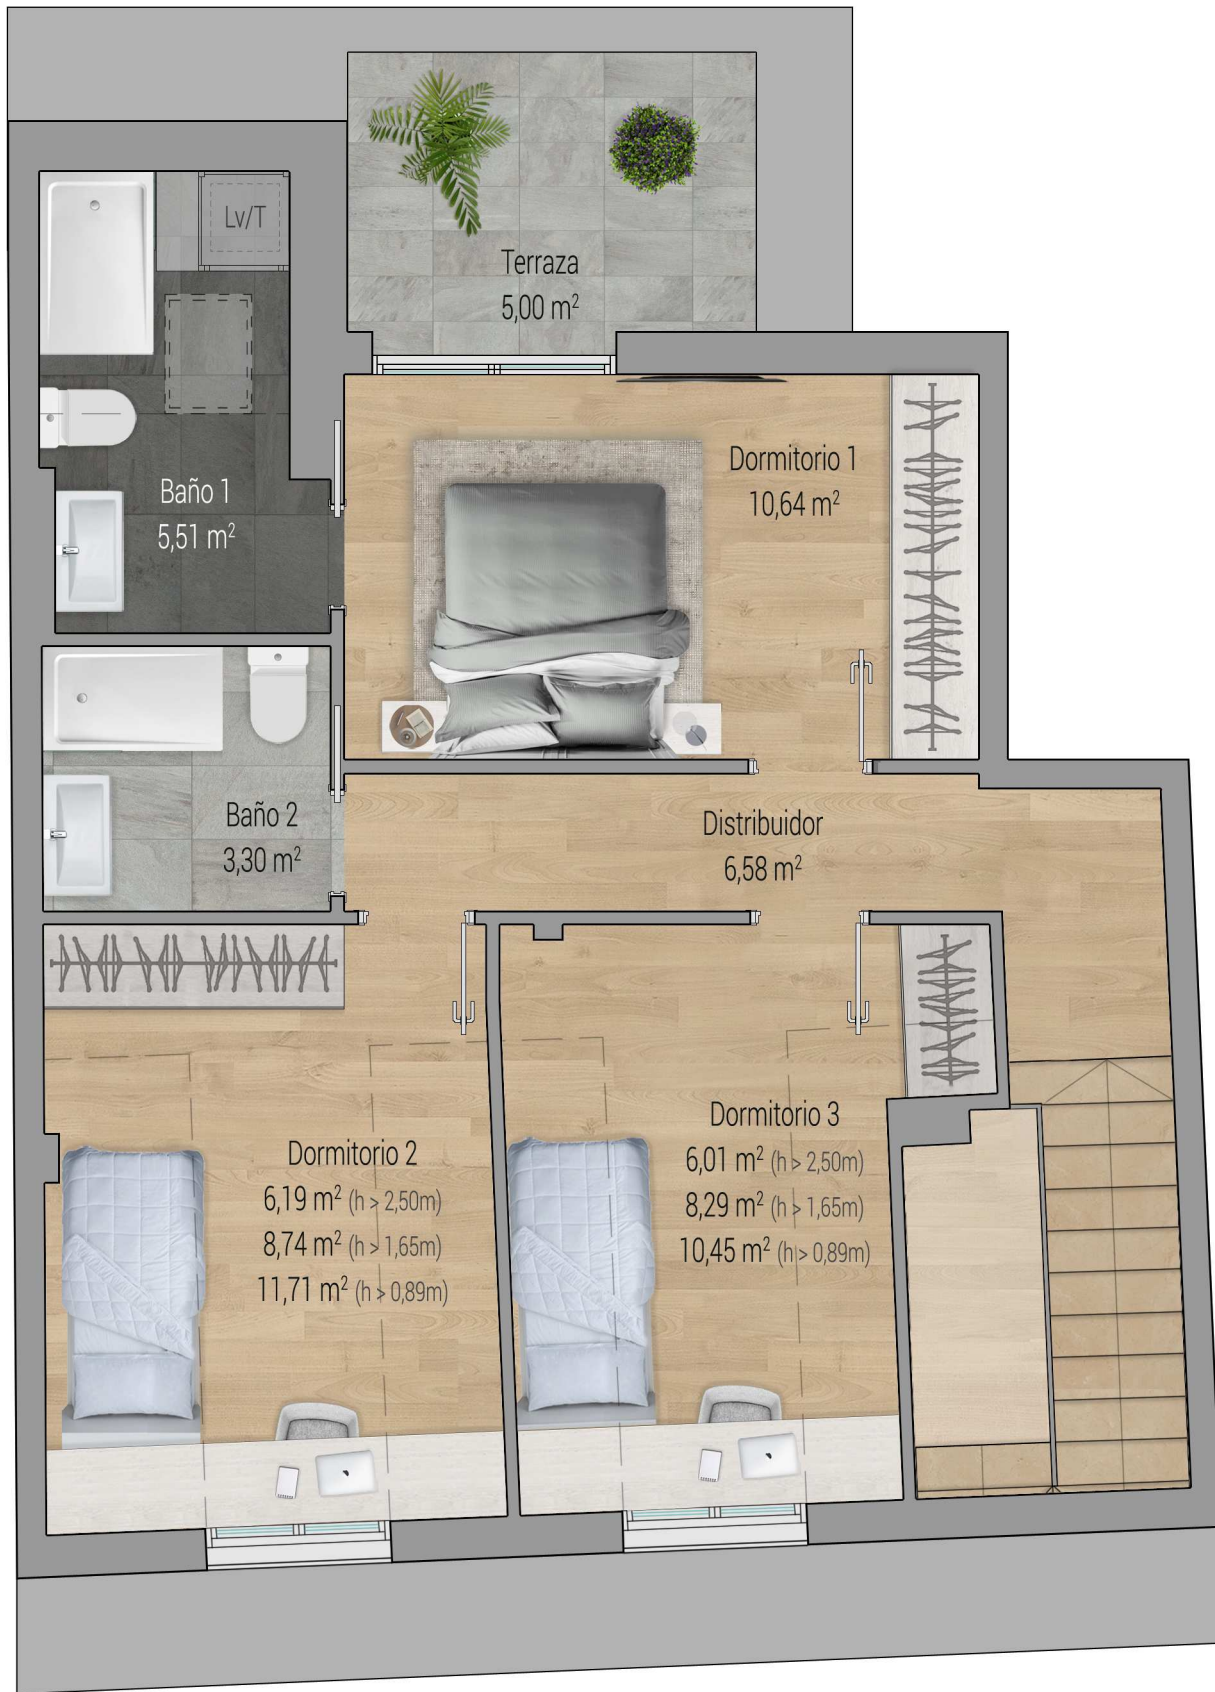 Lv/T
Terraza
5,00 m²
Dormitorio 1
10,64 m²
Baño 1
5,51 m²
Baño 2
3,30 m²
Distribuidor
6,58 m²
Dormitorio 2
6,19 m² (h > 2,50m)
8,74 m² (h > 1,65m)
11,71 m² (h > 0,89m)
Dormitorio 3
6,01 m² (h > 2,50m)
8,29 m² (h > 1,65m)
10,45 m² (h > 0,89m)